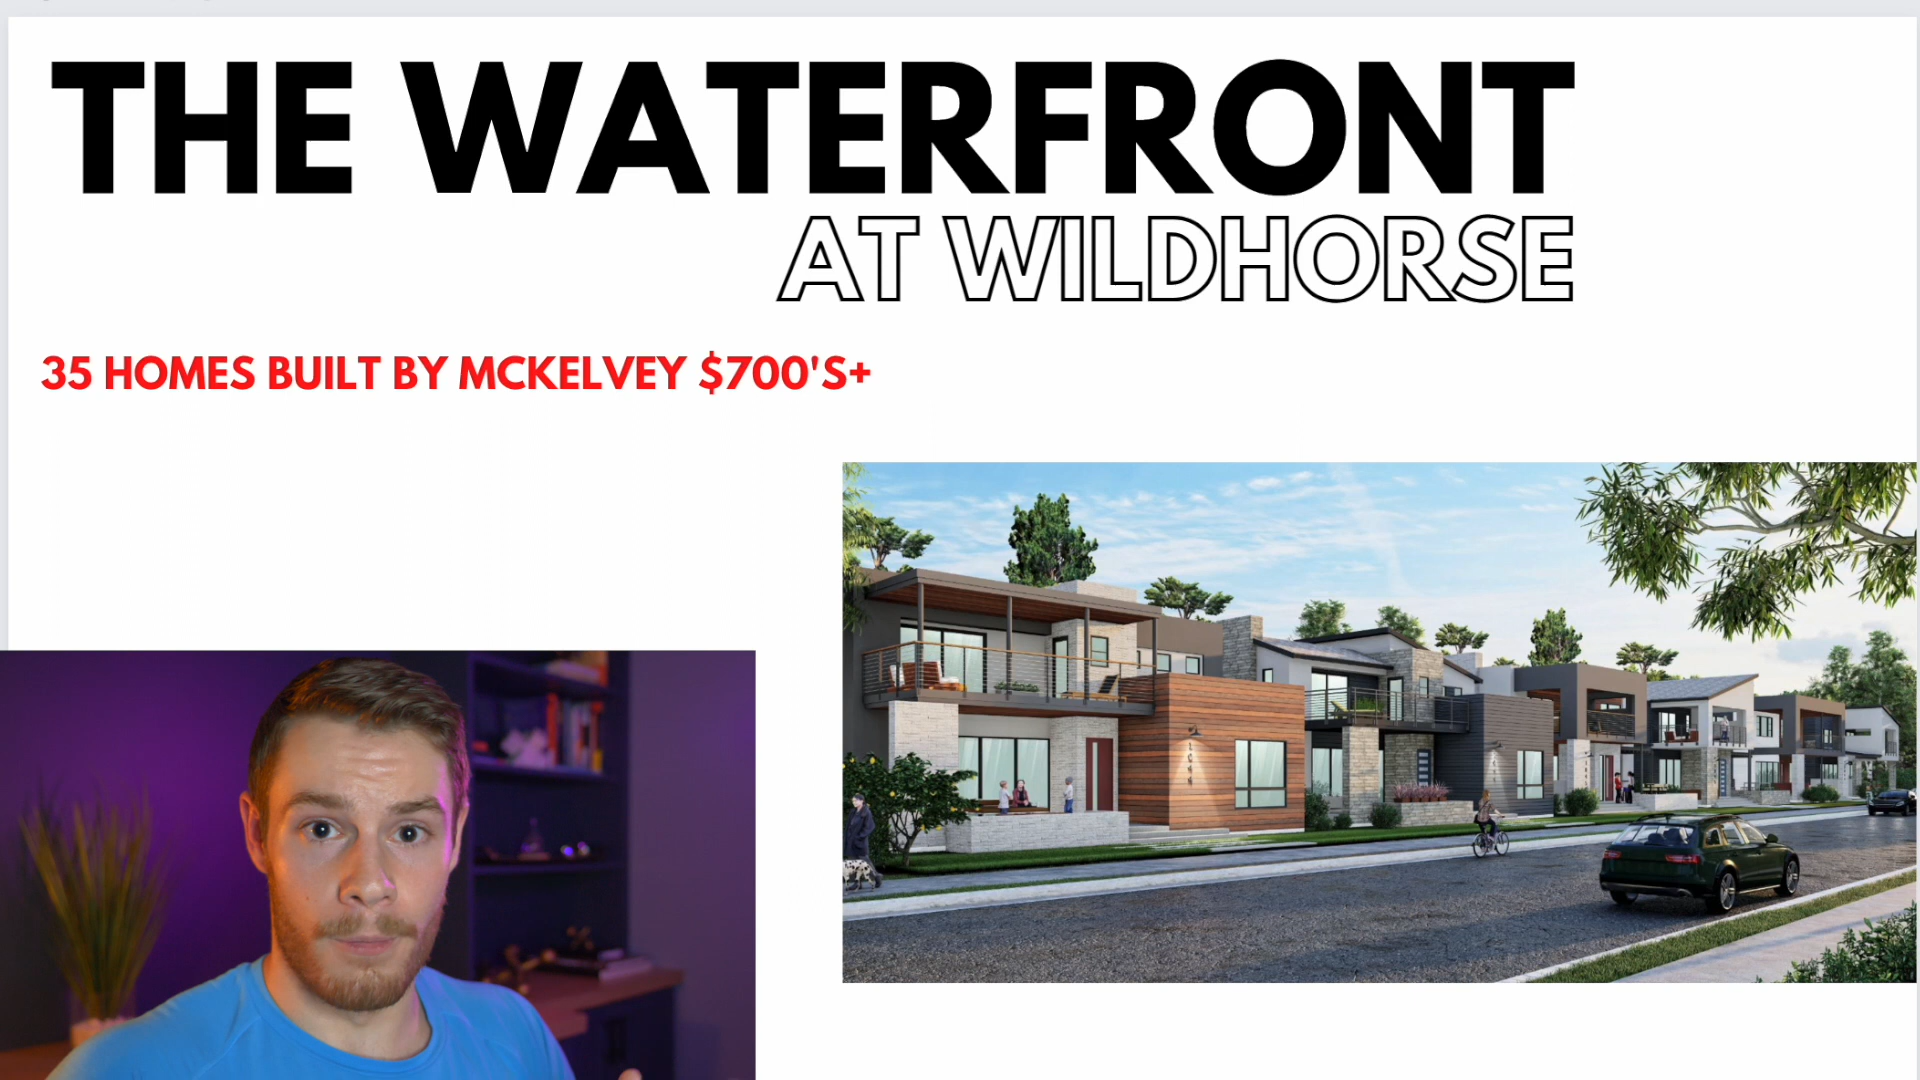 THE WATERFRONT
AT WILDHORSE
35 HOMES BUILT BY MCKELVEY $700'S+